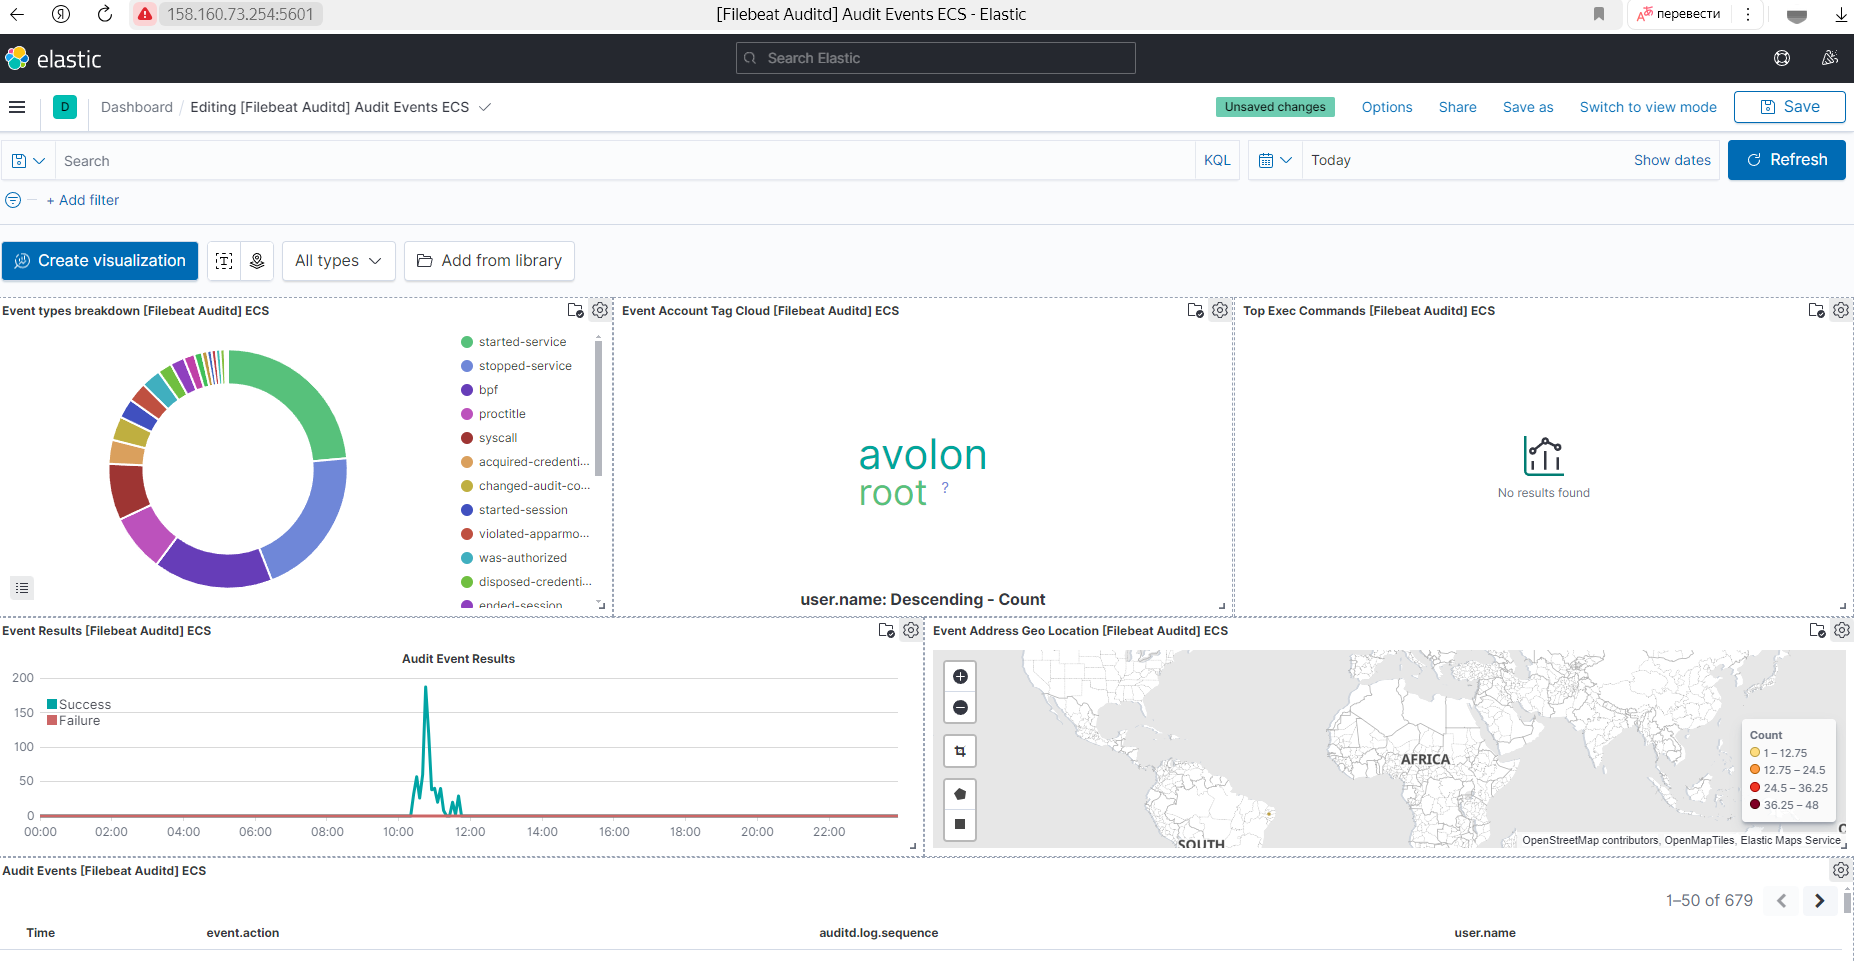 158.160.73.254:5601
[Filebeat Auditd] Audit Events ECS - Elastic
перевести
elastic
Search Elastic
D
Dashboard / Editing [Filebeat Auditd] Audit Events ECS
Unsaved changes
Options
Share
Save as
Switch to view mode
Save
Search
KQL
Today
Show dates
Refresh
+ Add filter
Create visualization
All types
Add from library
Event types breakdown [Filebeat Auditd] ECS
started-service
stopped-service
bpf
proctitle
syscall
acquired-credenti...
changed-audit-co...
started-session
violated-apparmo...
was-authorized
disposed-credenti...
ended-session
Event Account Tag Cloud [Filebeat Auditd] ECS
avolon
root ?
user.name: Descending - Count
Top Exec Commands [Filebeat Auditd] ECS
No results found
Event Results [Filebeat Auditd] ECS
Audit Event Results
200
150
100
50
0
Success
Failure
00:00 02:00 04:00 06:00 08:00 10:00 12:00 14:00 16:00 18:00 20:00 22:00
Event Address Geo Location [Filebeat Auditd] ECS
AFRICA
SOUTH
Count
1 – 12.75
12.75 – 24.5
24.5 – 36.25
36.25 – 48
OpenStreetMap contributors, OpenMapTiles, Elastic Maps Service
Audit Events [Filebeat Auditd] ECS
1–50 of 679
Time event.action auditd.log.sequence user.name